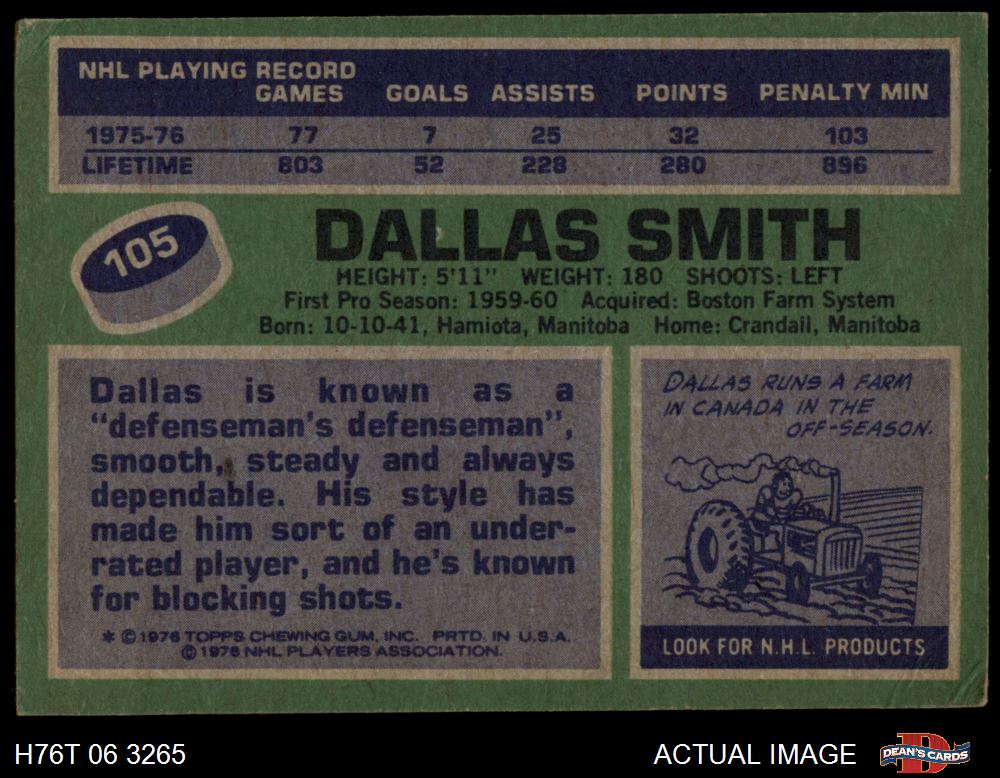 NHL PLAYING RECORD
GAMES GOALS ASSISTS POINTS PENALTY MIN
1975-76 77 7 25 32 103
LIFETIME 803 52 228 280 896
105
DALLAS SMITH
HEIGHT: 5'11" WEIGHT: 180 SHOOTS: LEFT
First Pro Season: 1959-60 Acquired: Boston Farm System
Born: 10-10-41, Hamiota, Manitoba Home: Crandall, Manitoba
Dallas is known as a
"defenseman's defenseman",
smooth, steady and always
dependable. His style has
made him sort of an under-
rated player, and he's known
for blocking shots.
* © 1976 TOPPS CHEWING GUM, INC. PRTD. IN U.S.A.
© 1976 NHL PLAYERS ASSOCIATION.
DALLAS RUNS A FARM
IN CANADA IN THE
OFF-SEASON.
LOOK FOR N.H.L. PRODUCTS
H76T 06 3265
ACTUAL IMAGE
D
DEAN'S CARDS